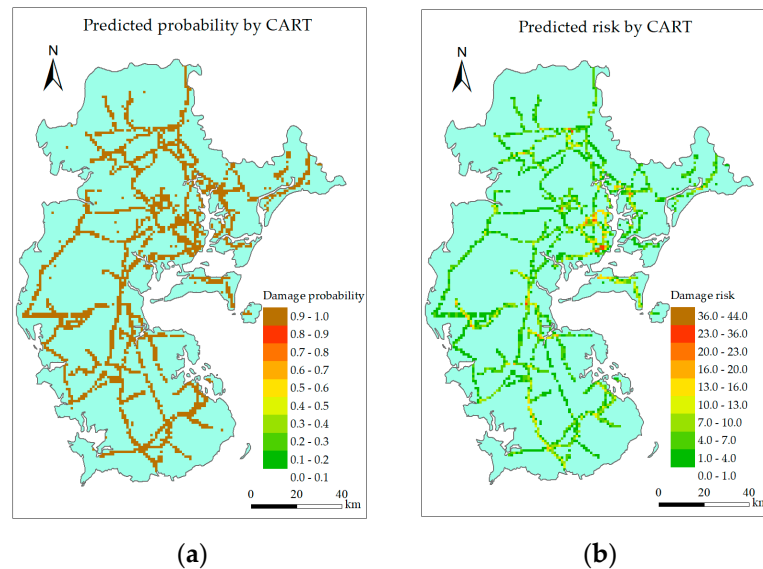 Predicted probability by CART
N
Damage probability
0.9 - 1.0
0.8 - 0.9
0.7 - 0.8
0.6 - 0.7
0.5 - 0.6
0.4 - 0.5
0.3 - 0.4
0.2 - 0.3
0.1 - 0.2
0.0 - 0.1
0 20 40
km
(a)
Predicted risk by CART
N
Damage risk
36.0 - 44.0
23.0 - 36.0
20.0 - 23.0
16.0 - 20.0
13.0 - 16.0
10.0 - 13.0
7.0 - 10.0
4.0 - 7.0
1.0 - 4.0
0.0 - 1.0
0 20 40
km
(b)